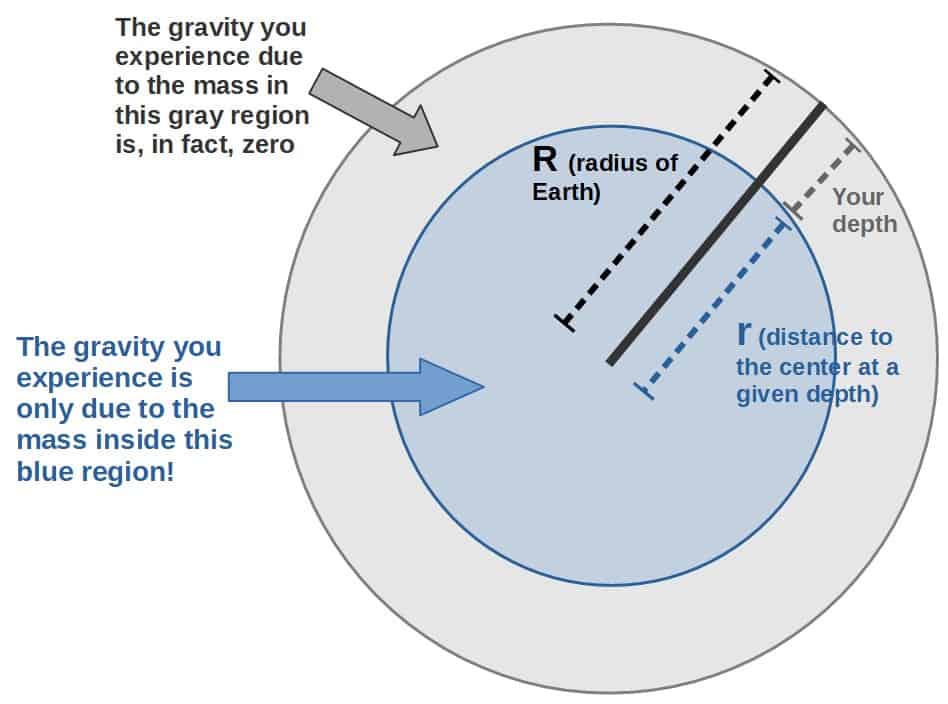 The gravity you
experience due
to the mass in
this gray region
is, in fact, zero
R (radius of
Earth)
Your
depth
The gravity you
experience is
only due to the
mass inside this
blue region!
r (distance to
the center at a
given depth)